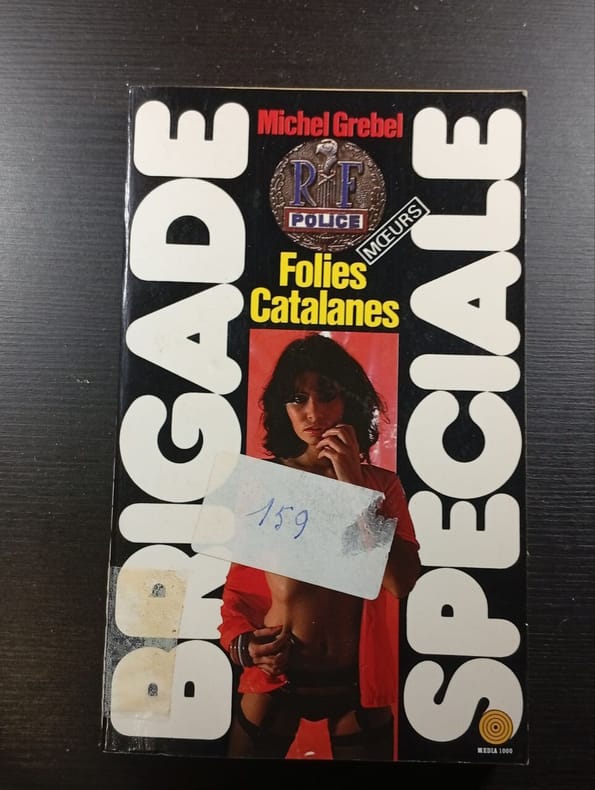 BRIGADE
Michel Grebel
RF
POLICE
MŒURS
Folies
Catalanes
159
SPECIALE
MEDIA 1000